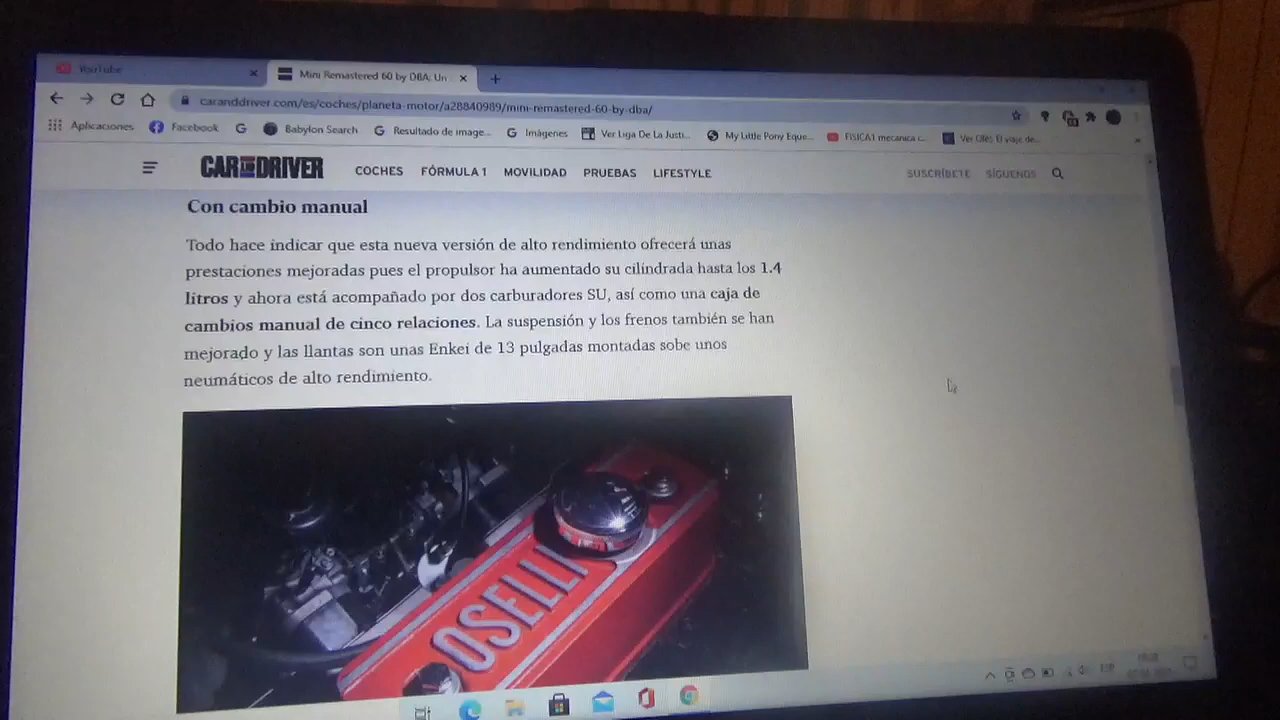 YouTube
Mini Remastered 60 by DBA: Un
caranddriver.com/es/coches/planeta-motor/a28840989/mini-remastered-60-by-dba/
Aplicaciones Facebook Babylon Search Resultado de image... Imágenes Ver Liga De La Justi... My Little Pony Eque... FISICA1 mecanica c...
CAR AND DRIVER COCHES FÓRMULA 1 MOVILIDAD PRUEBAS LIFESTYLE SUSCRÍBETE SÍGUENOS
Con cambio manual
Todo hace indicar que esta nueva versión de alto rendimiento ofrecerá unas
prestaciones mejoradas pues el propulsor ha aumentado su cilindrada hasta los 1.4
litros y ahora está acompañado por dos carburadores SU, así como una caja de
cambios manual de cinco relaciones. La suspensión y los frenos también se han
mejorado y las llantas son unas Enkei de 13 pulgadas montadas sobe unos
neumáticos de alto rendimiento.
OSELLI
ESP